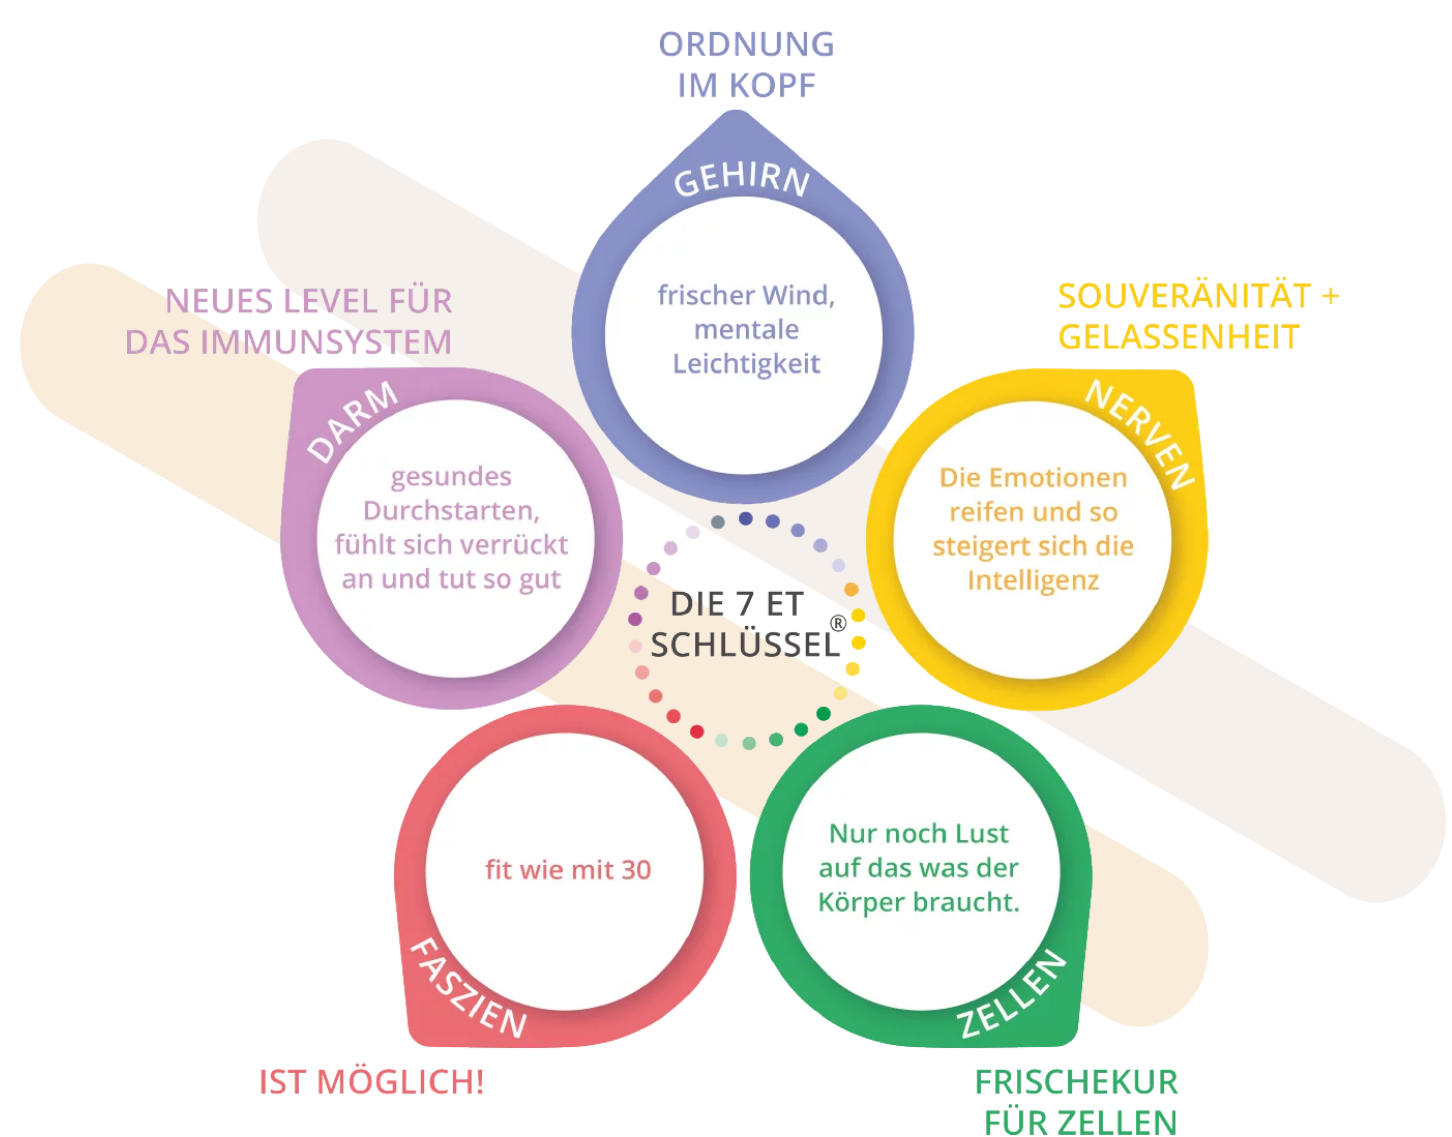 ORDNUNG
IM KOPF
GEHIRN
frischer Wind,
mentale
Leichtigkeit
NEUES LEVEL FÜR
DAS IMMUNSYSTEM
DARM
gesundes
Durchstarten,
fühlt sich verrückt
an und tut so gut
SOUVERÄNITÄT +
GELASSENHEIT
NERVEN
Die Emotionen
reifen und so
steigert sich die
Intelligenz
DIE 7 ET
SCHLÜSSEL®
fit wie mit 30
FASZIEN
IST MÖGLICH!
Nur noch Lust
auf das was der
Körper braucht.
ZELLEN
FRISCHEKUR
FÜR ZELLEN